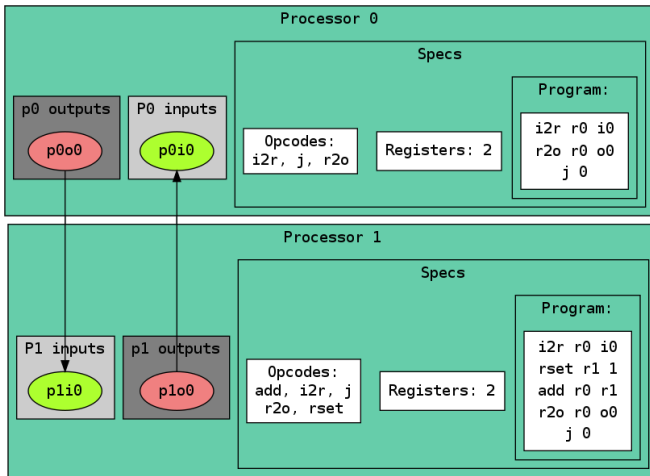 Processor 0
p0 outputs
p0o0
P0 inputs
p0i0
Specs
Opcodes:
i2r, j, r2o
Registers: 2
Program:
i2r r0 i0
r2o r0 o0
j 0
Processor 1
P1 inputs
p1i0
p1 outputs
p1o0
Specs
Opcodes:
add, i2r, j
r2o, rset
Registers: 2
Program:
i2r r0 i0
rset r1 1
add r0 r1
r2o r0 o0
j 0